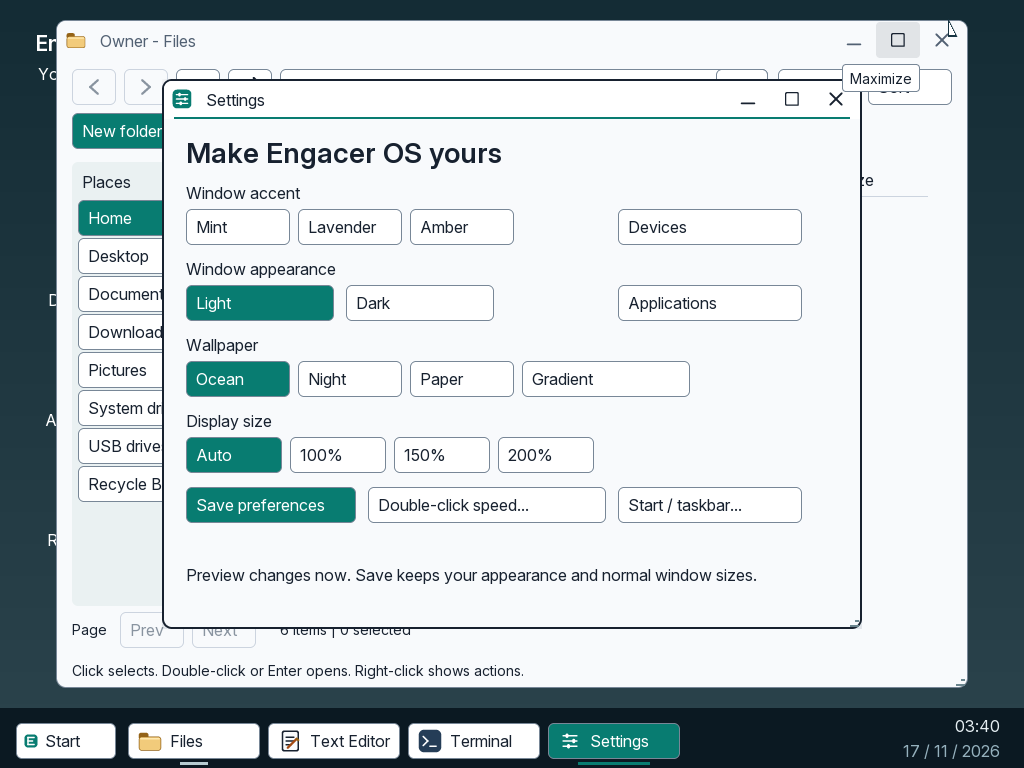 Owner - Files
Maximize
Settings
New folder
Make Engacer OS yours
Places
Window accent
Home
Mint
Lavender
Amber
Devices
Desktop
Window appearance
Light
Dark
Applications
Pictures
Wallpaper
Ocean
Night
Paper
Gradient
Display size
Auto
100%
150%
200%
Save preferences
Double-click speed...
Start / taskbar...
Preview changes now. Save keeps your appearance and normal window sizes.
Page
Prev
Next
6 items | 0 selected
Click selects. Double-click or Enter opens. Right-click shows actions.
Start
Files
Text Editor
Terminal
Settings
03:40
17 / 11 / 2026